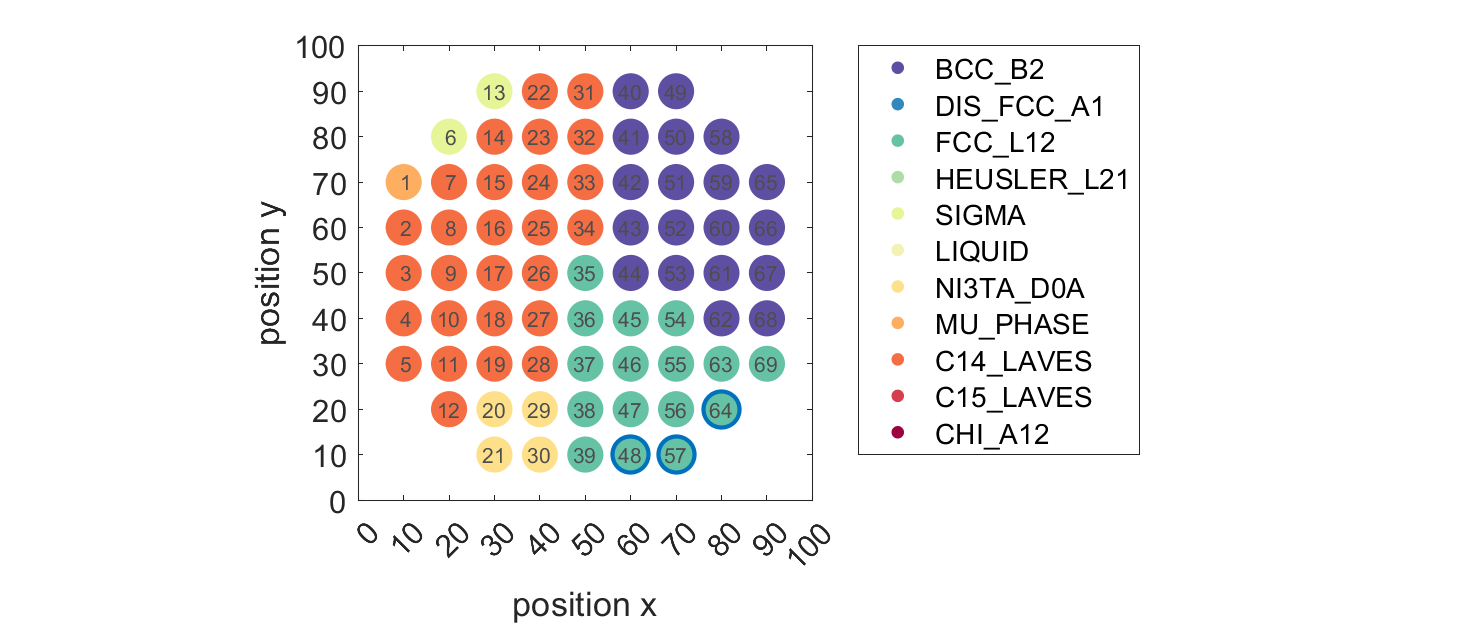 100
90 13 22 31 40 49
80 6 14 23 32 41 50 58
70 1 7 15 24 33 42 51 59 65
60 2 8 16 25 34 43 52 60 66
50 3 9 17 26 35 44 53 61 67
40 4 10 18 27 36 45 54 62 68
30 5 11 19 28 37 46 55 63 69
20 12 20 29 38 47 56 64
10 21 30 39 48 57
0
0 10 20 30 40 50 60 70 80 90 100
position x
position y
BCC_B2
DIS_FCC_A1
FCC_L12
HEUSLER_L21
SIGMA
LIQUID
NI3TA_D0A
MU_PHASE
C14_LAVES
C15_LAVES
CHI_A12